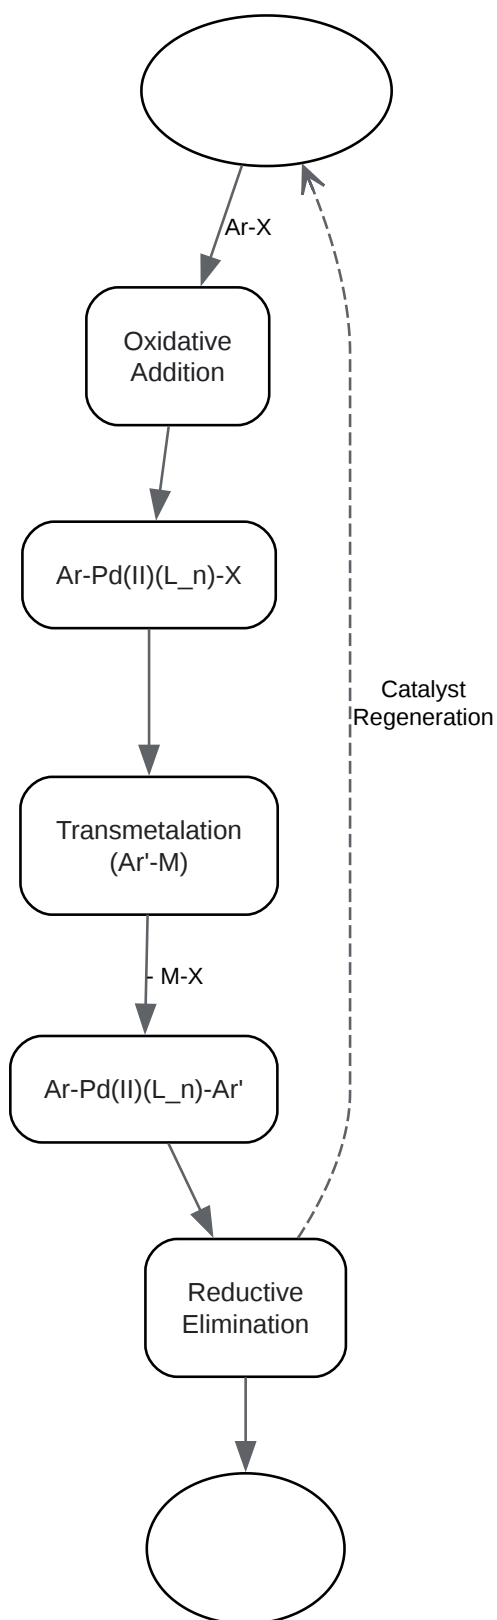 Ar-X
Oxidative
Addition
Ar-Pd(II)(L_n)-X
Catalyst
Regeneration
Transmetalation
(Ar'-M)
- M-X
Ar-Pd(II)(L_n)-Ar'
Reductive
Elimination